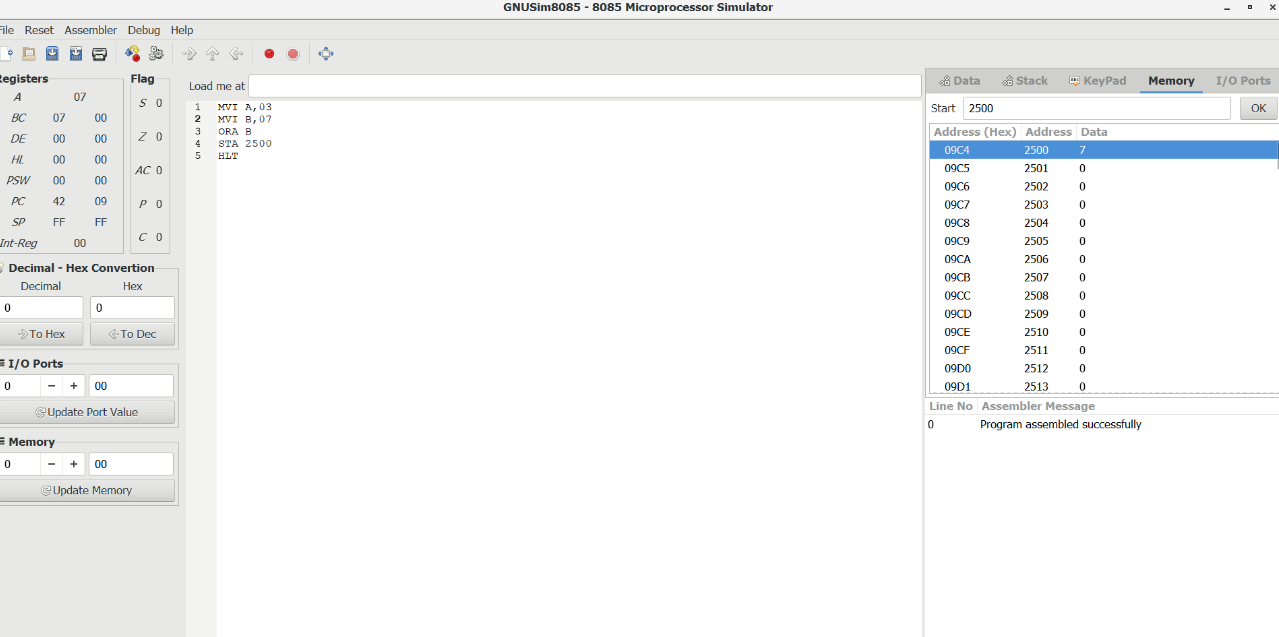 GNUSim8085 - 8085 Microprocessor Simulator
File Reset Assembler Debug Help
Registers
A 07
BC 07 00
DE 00 00
HL 00 00
PSW 00 00
PC 42 09
SP FF FF
Int-Reg 00
Flag
S 0
Z 0
AC 0
P 0
C 0
Decimal - Hex Convertion
Decimal Hex
0 0
To Hex To Dec
I/O Ports
0 − + 00
Update Port Value
Memory
0 − + 00
Update Memory
Load me at
1 MVI A,03
2 MVI B,07
3 ORA B
4 STA 2500
5 HLT
Data Stack KeyPad Memory I/O Ports
Start 2500 OK
Address (Hex) Address Data
09C4 2500 7
09C5 2501 0
09C6 2502 0
09C7 2503 0
09C8 2504 0
09C9 2505 0
09CA 2506 0
09CB 2507 0
09CC 2508 0
09CD 2509 0
09CE 2510 0
09CF 2511 0
09D0 2512 0
09D1 2513 0
Line No Assembler Message
0 Program assembled successfully